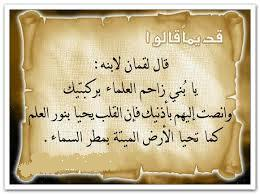 قديماً قالوا
قال لقمان لابنه :
يا بُني زاحم العلماء بركبتيك
وانصت إليهم بأذنيك فإن القلب يحيا بنور العلم
كما تحيا الأرض الميتة بمطر السماء .